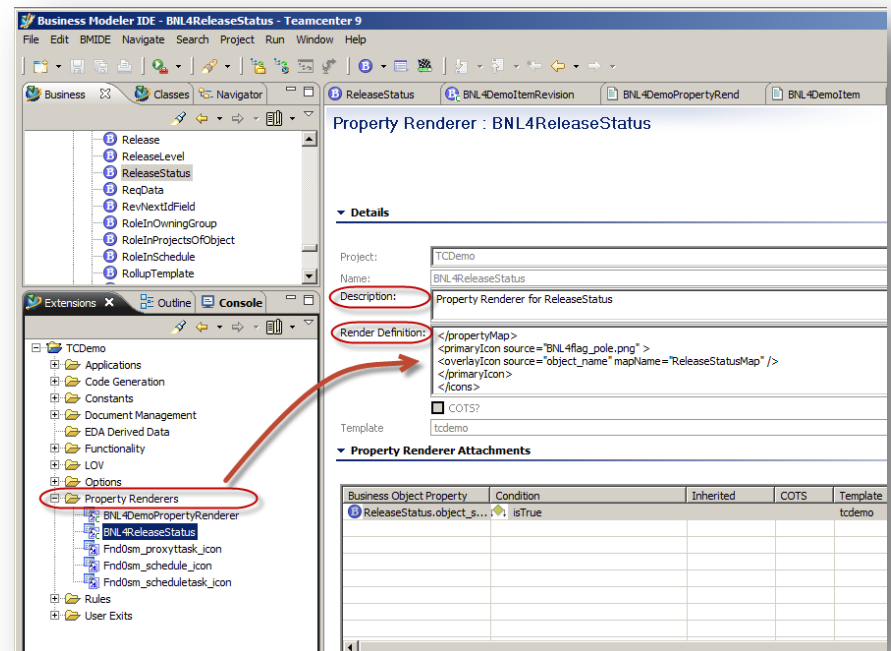 Business Modeler IDE - BNL4ReleaseStatus - Teamcenter 9
File Edit BMIDE Navigate Search Project Run Window Help
Business Classes Navigator
Release
ReleaseLevel
ReleaseStatus
ReqData
RevNextIdField
RoleInOwningGroup
RoleInProjectsOfObject
RoleInSchedule
RollupTemplate
Extensions Outline Console
TCDemo
Applications
Code Generation
Constants
Document Management
EDA Derived Data
Functionality
LOV
Options
Property Renderers
BNL4DemoPropertyRenderer
BNL4ReleaseStatus
Fnd0sm_proxyttask_icon
Fnd0sm_schedule_icon
Fnd0sm_scheduletask_icon
Rules
User Exits
ReleaseStatus BNL4DemoItemRevision BNL4DemoPropertyRend BNL4DemoItem
Property Renderer : BNL4ReleaseStatus
Details
Project: TCDemo
Name: BNL4ReleaseStatus
Description: Property Renderer for ReleaseStatus
Render Definition: </propertyMap>
<primaryIcon source="BNL4flag_pole.png" >
<overlayIcon source="object_name" mapName="ReleaseStatusMap" />
</primaryIcon>
</icons>
COTS?
Template tcdemo
Property Renderer Attachments
Business Object Property Condition Inherited COTS Template
ReleaseStatus.object_s... isTrue tcdemo